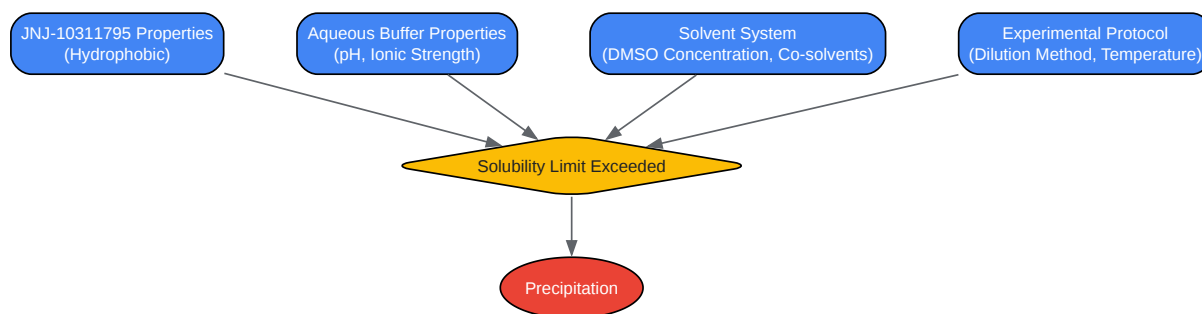 JNJ-10311795 Properties
(Hydrophobic)
Aqueous Buffer Properties
(pH, Ionic Strength)
Solvent System
(DMSO Concentration, Co-solvents)
Experimental Protocol
(Dilution Method, Temperature)
Solubility Limit Exceeded
Precipitation